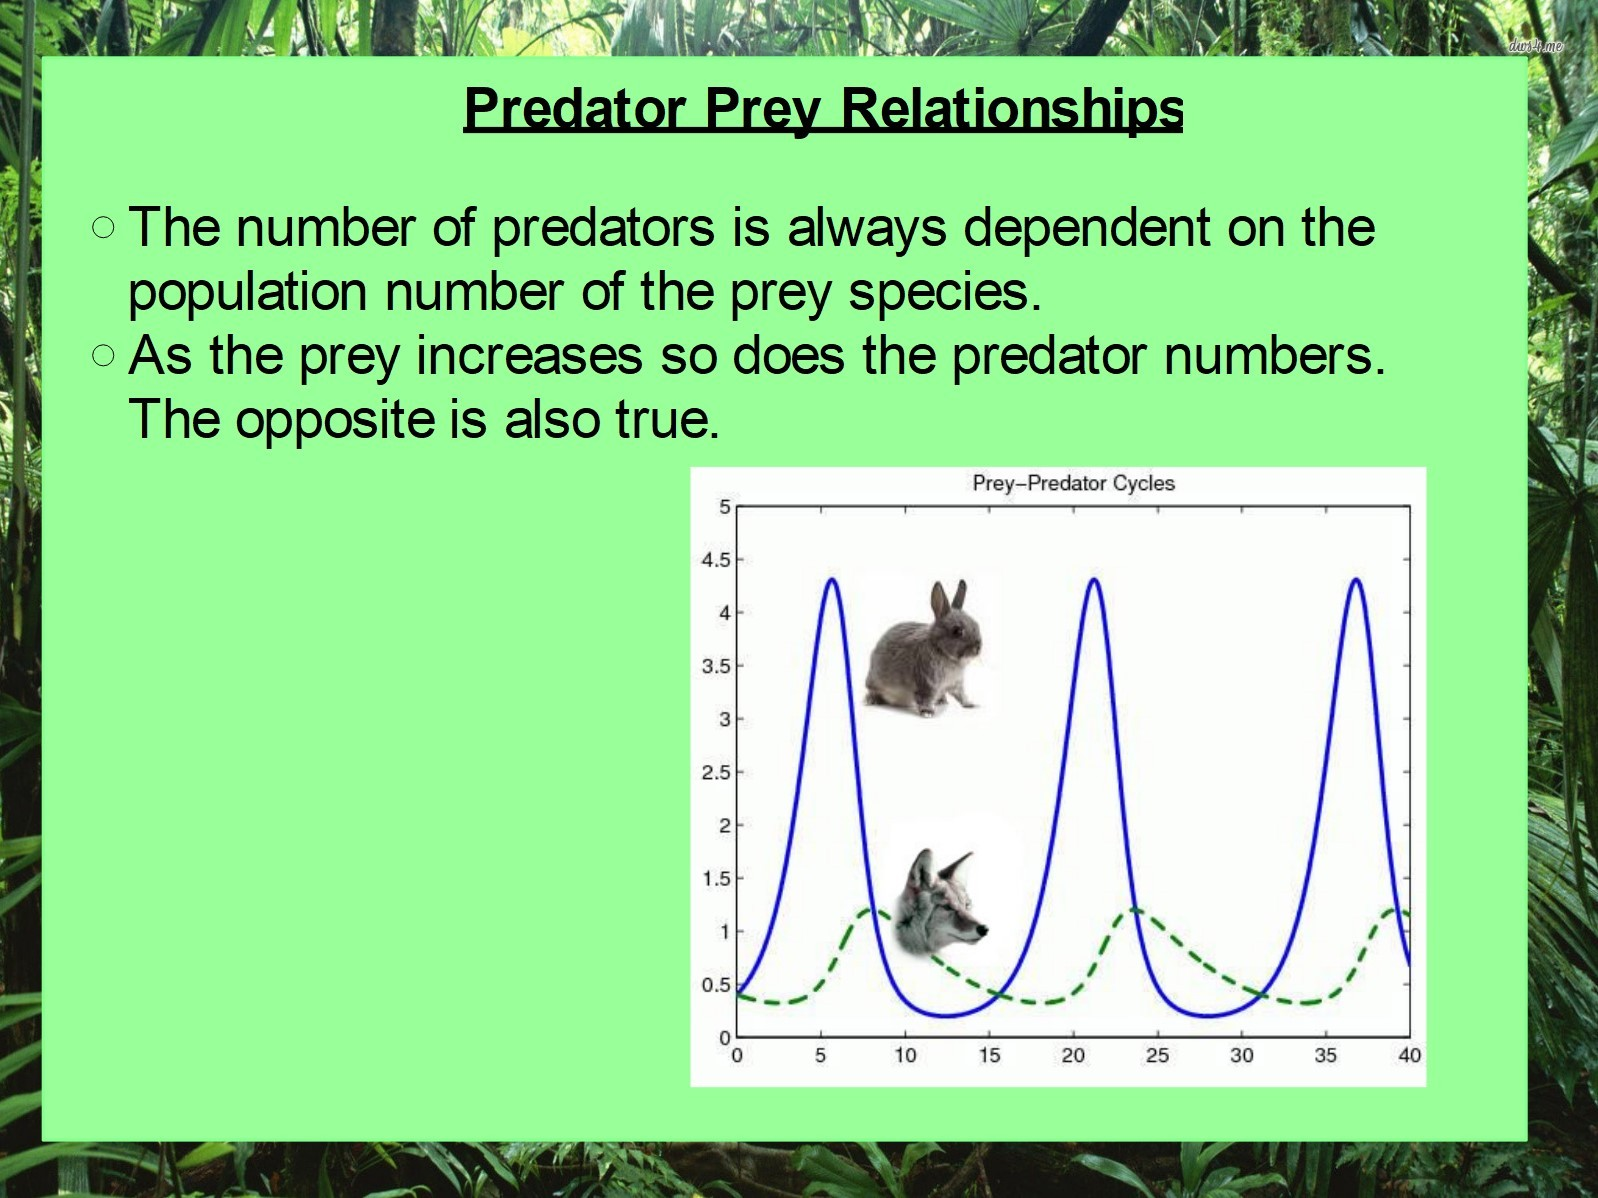 dws4.me
Predator Prey Relationships
The number of predators is always dependent on the
population number of the prey species.
As the prey increases so does the predator numbers.
The opposite is also true.
Prey–Predator Cycles
5
4.5
4
3.5
3
2.5
2
1.5
1
0.5
0
0 5 10 15 20 25 30 35 40